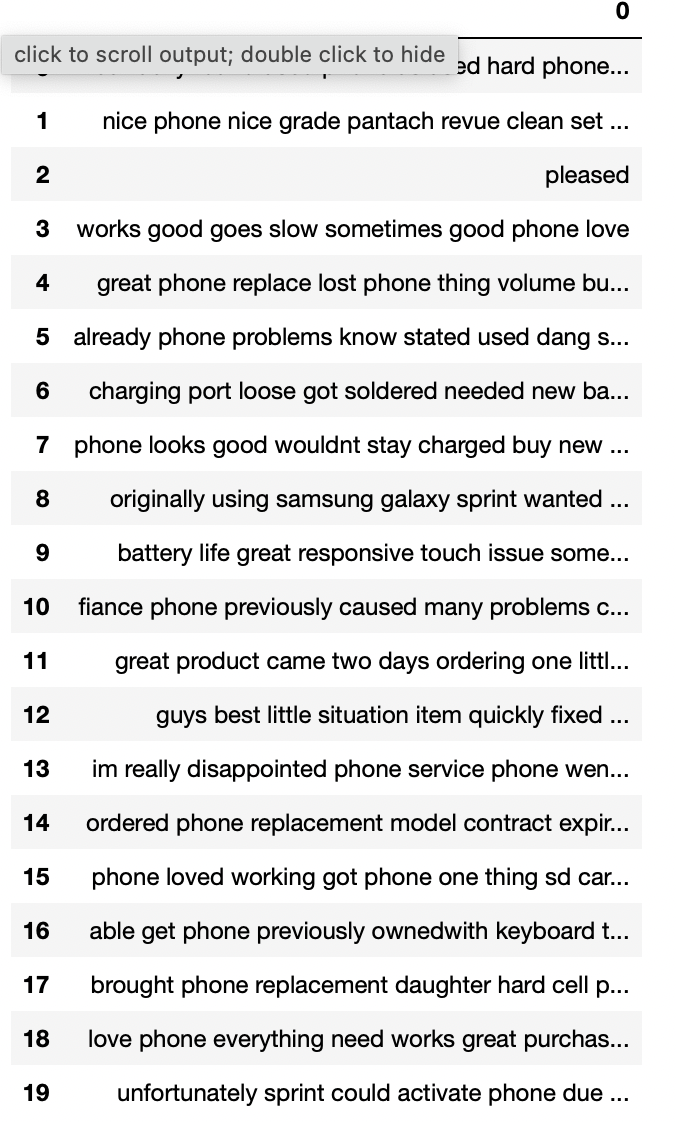 0
click to scroll output; double click to hide
hard phone...
1 nice phone nice grade pantach revue clean set ...
2 pleased
3 works good goes slow sometimes good phone love
4 great phone replace lost phone thing volume bu...
5 already phone problems know stated used dang s...
6 charging port loose got soldered needed new ba...
7 phone looks good wouldnt stay charged buy new ...
8 originally using samsung galaxy sprint wanted ...
9 battery life great responsive touch issue some...
10 fiance phone previously caused many problems c...
11 great product came two days ordering one littl...
12 guys best little situation item quickly fixed ...
13 im really disappointed phone service phone wen...
14 ordered phone replacement model contract expir...
15 phone loved working got phone one thing sd car...
16 able get phone previously ownedwith keyboard t...
17 brought phone replacement daughter hard cell p...
18 love phone everything need works great purchas...
19 unfortunately sprint could activate phone due ...